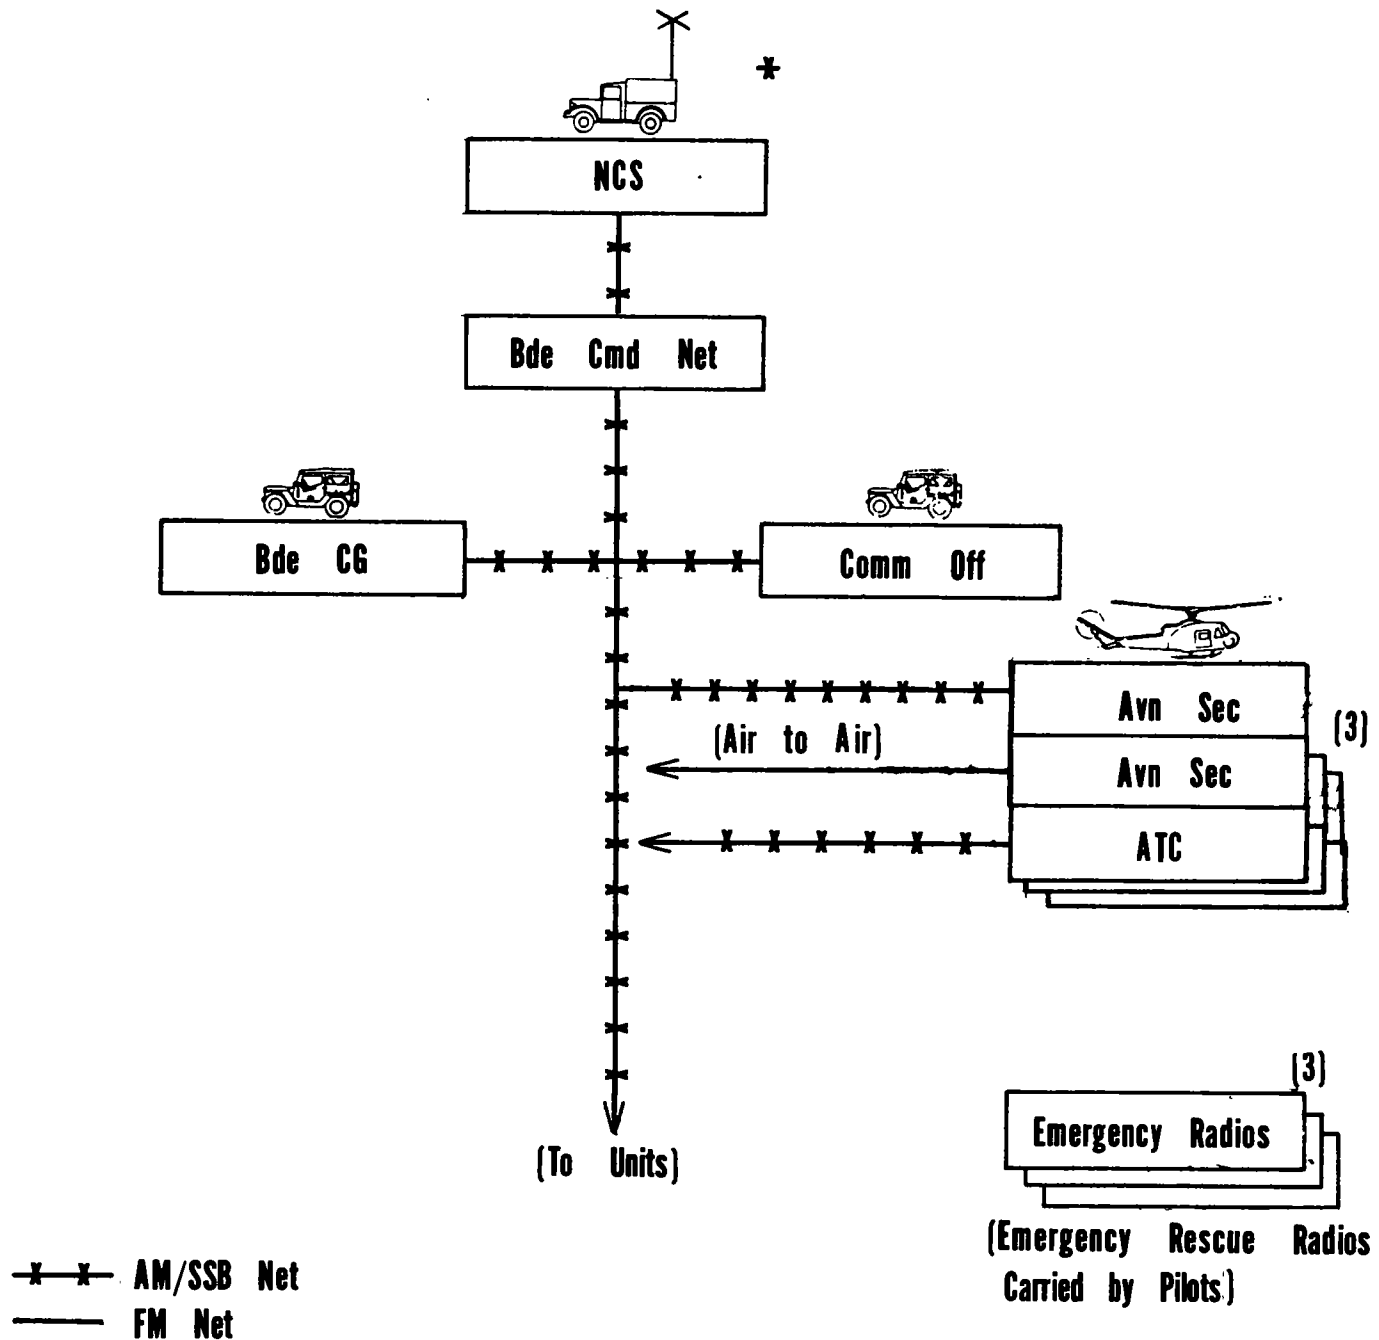 NCS
Bde Cmd Net
Bde CG
Comm Off
Avn Sec
(3)
(Air to Air)
Avn Sec
ATC
(3)
Emergency Radios
(To Units)
(Emergency Rescue Radios
Carried by Pilots)
AM/SSB Net
FM Net